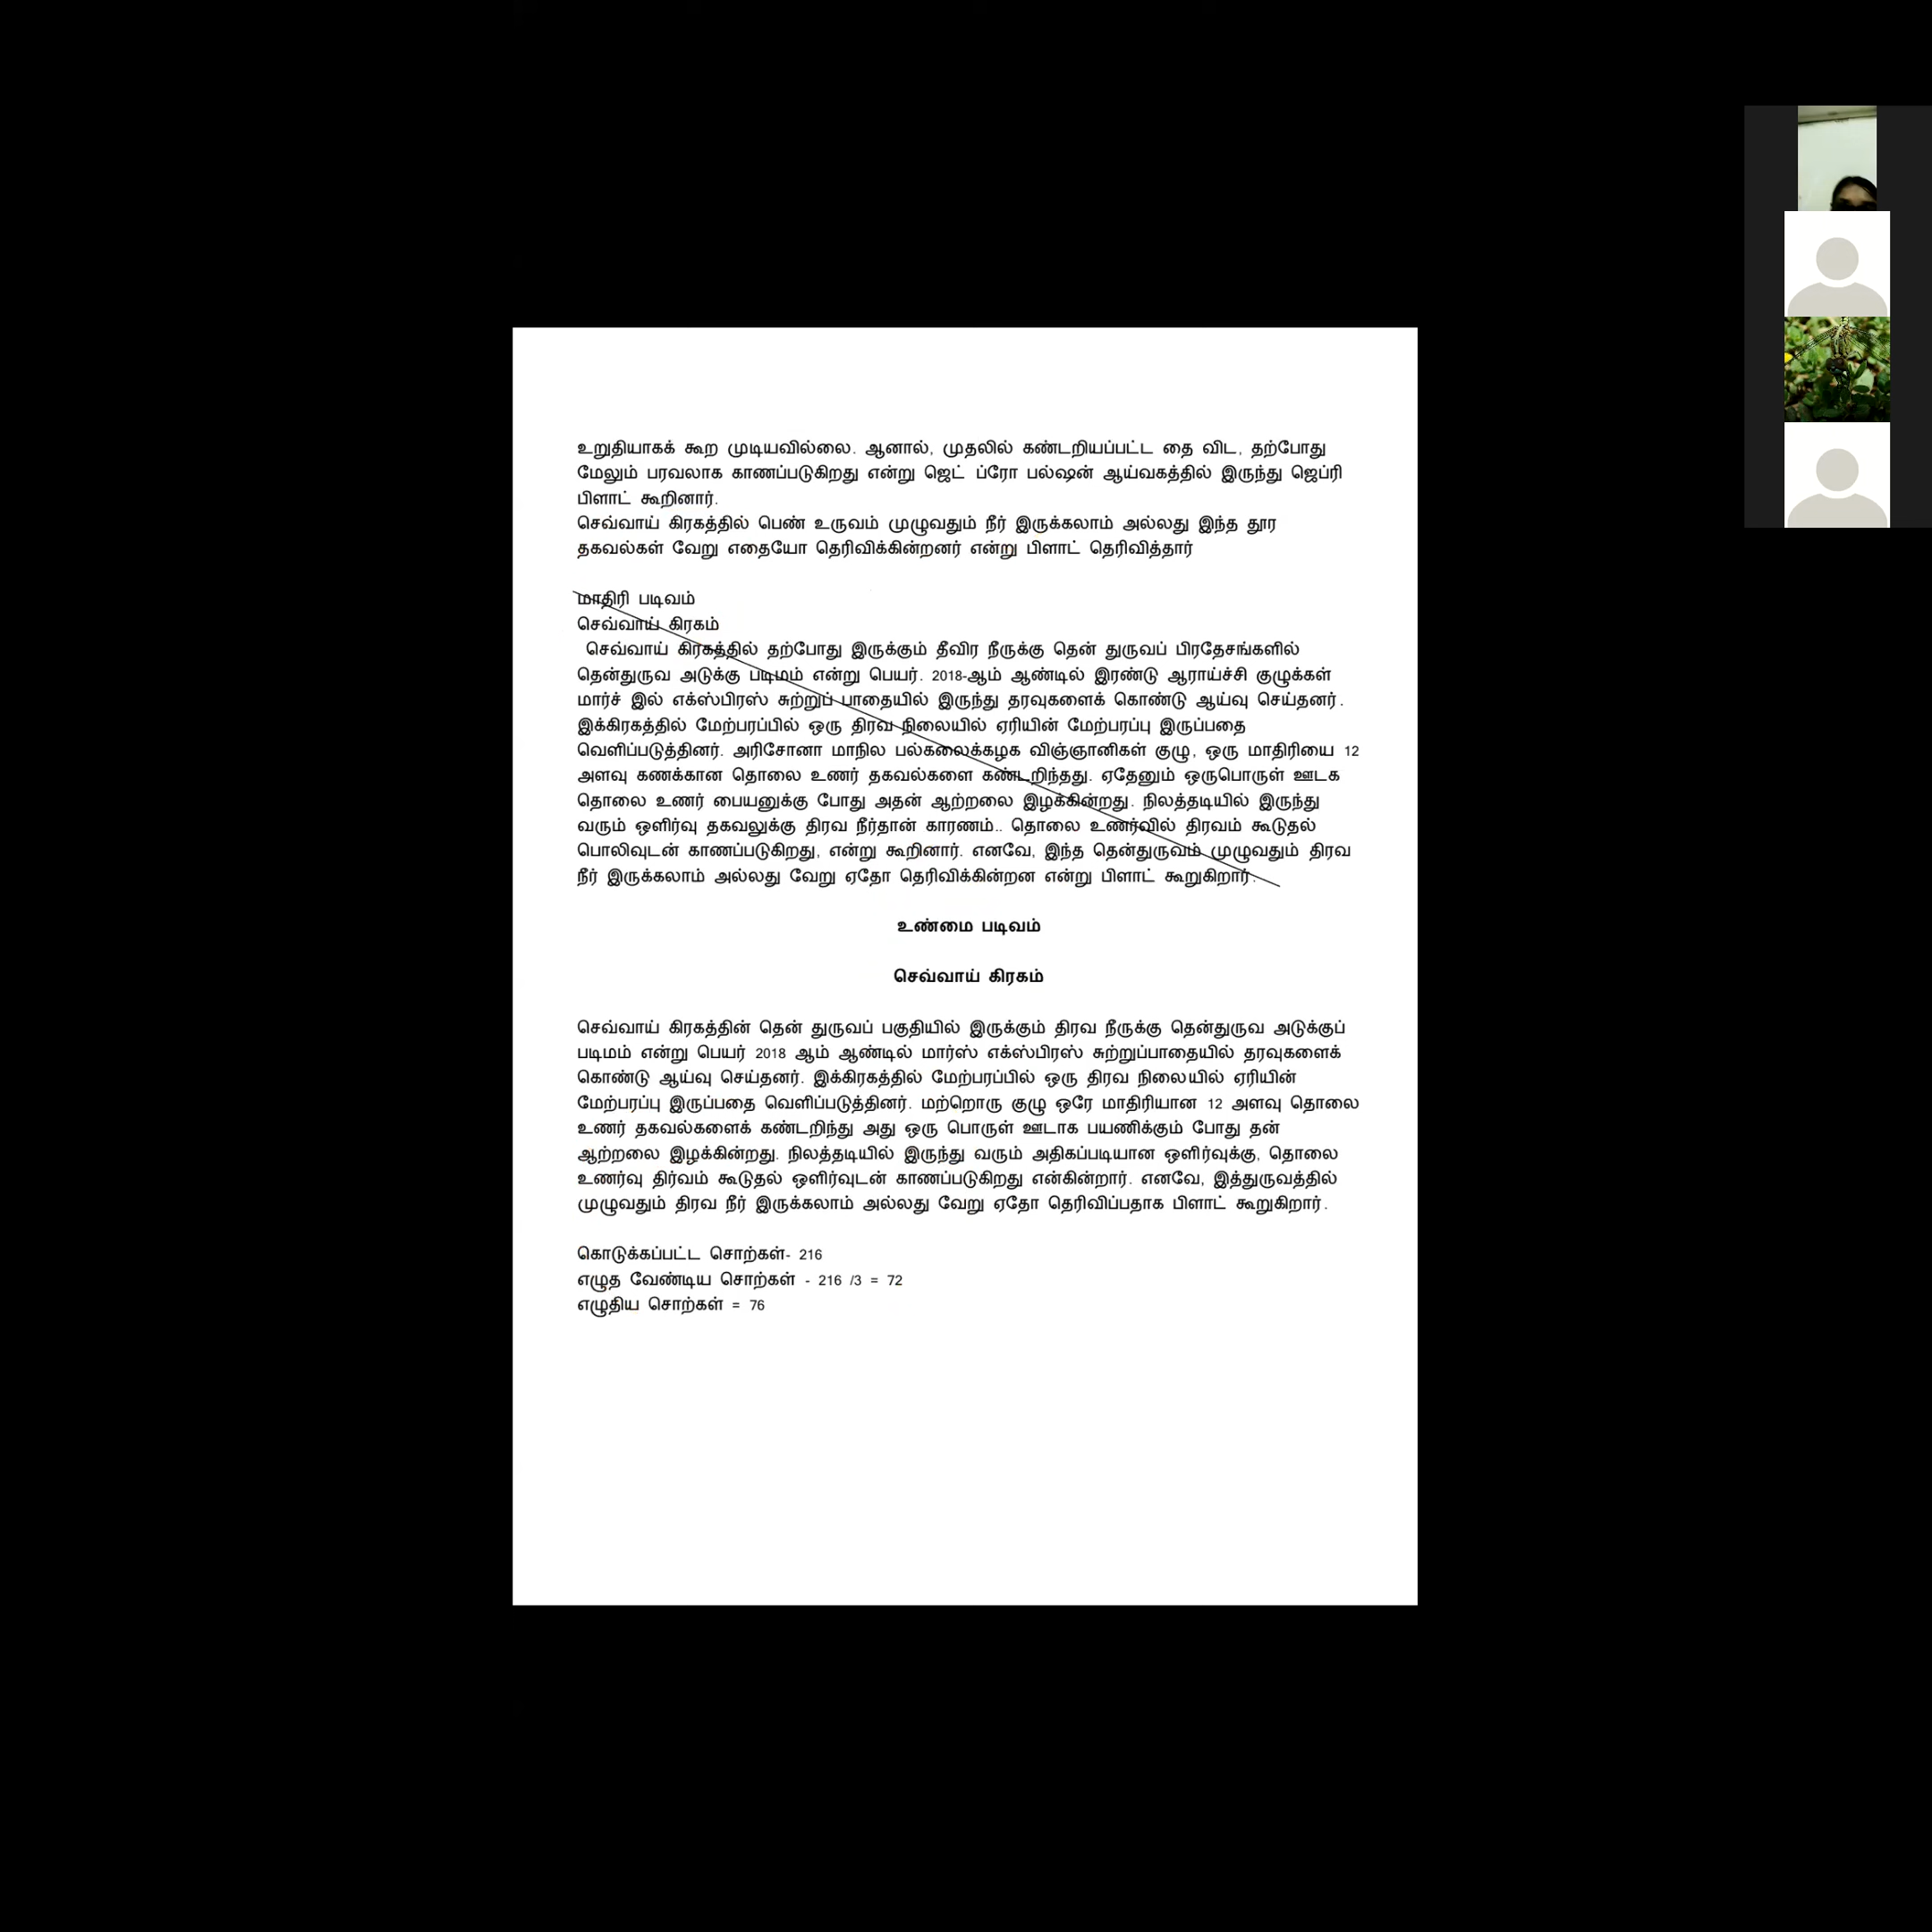 உறுதியாகக் கூற முடியவில்லை. ஆனால், முதலில் கண்டறியப்பட்ட தை விட, தற்போது
மேலும் பரவலாக காணப்படுகிறது என்று ஜெட் ப்ரோ பல்ஷன் ஆய்வகத்தில் இருந்து ஜெப்ரி
பிளாட் கூறினார்.
செவ்வாய் கிரகத்தில் பெண் உருவம் முழுவதும் நீர் இருக்கலாம் அல்லது இந்த தூர
தகவல்கள் வேறு எதையோ தெரிவிக்கின்றனர் என்று பிளாட் தெரிவித்தார்
மாதிரி படிவம்
செவ்வாய் கிரகம்
செவ்வாய் கிரகத்தில் தற்போது இருக்கும் தீவிர நீருக்கு தென் துருவப் பிரதேசங்களில்
தென்துருவ அடுக்கு படிமம் என்று பெயர். 2018-ஆம் ஆண்டில் இரண்டு ஆராய்ச்சி குழுக்கள்
மார்ச் இல் எக்ஸ்பிரஸ் சுற்றுப் பாதையில் இருந்து தரவுகளைக் கொண்டு ஆய்வு செய்தனர்.
இக்கிரகத்தில் மேற்பரப்பில் ஒரு திரவ நிலையில் ஏரியின் மேற்பரப்பு இருப்பதை
வெளிப்படுத்தினர். அரிசோனா மாநில பல்கலைக்கழக விஞ்ஞானிகள் குழு, ஒரு மாதிரியை 12
அளவு கணக்கான தொலை உணர் தகவல்களை கண்டறிந்தது. ஏதேனும் ஒருபொருள் ஊடக
தொலை உணர் பையனுக்கு போது அதன் ஆற்றலை இழக்கின்றது. நிலத்தடியில் இருந்து
வரும் ஒளிர்வு தகவலுக்கு திரவ நீர்தான் காரணம்.. தொலை உணர்வில் திரவம் கூடுதல்
பொலிவுடன் காணப்படுகிறது, என்று கூறினார். எனவே, இந்த தென்துருவம் முழுவதும் திரவ
நீர் இருக்கலாம் அல்லது வேறு ஏதோ தெரிவிக்கின்றன என்று பிளாட் கூறுகிறார்.
உண்மை படிவம்
செவ்வாய் கிரகம்
செவ்வாய் கிரகத்தின் தென் துருவப் பகுதியில் இருக்கும் திரவ நீருக்கு தென்துருவ அடுக்குப்
படிமம் என்று பெயர் 2018 ஆம் ஆண்டில் மார்ஸ் எக்ஸ்பிரஸ் சுற்றுப்பாதையில் தரவுகளைக்
கொண்டு ஆய்வு செய்தனர். இக்கிரகத்தில் மேற்பரப்பில் ஒரு திரவ நிலையில் ஏரியின்
மேற்பரப்பு இருப்பதை வெளிப்படுத்தினர். மற்றொரு குழு ஒரே மாதிரியான 12 அளவு தொலை
உணர் தகவல்களைக் கண்டறிந்து அது ஒரு பொருள் ஊடாக பயணிக்கும் போது தன்
ஆற்றலை இழக்கின்றது. நிலத்தடியில் இருந்து வரும் அதிகப்படியான ஒளிர்வுக்கு, தொலை
உணர்வு திர்வம் கூடுதல் ஒளிர்வுடன் காணப்படுகிறது என்கின்றார். எனவே, இத்துருவத்தில்
முழுவதும் திரவ நீர் இருக்கலாம் அல்லது வேறு ஏதோ தெரிவிப்பதாக பிளாட் கூறுகிறார்.
கொடுக்கப்பட்ட சொற்கள்- 216
எழுத வேண்டிய சொற்கள் - 216 /3 = 72
எழுதிய சொற்கள் = 76